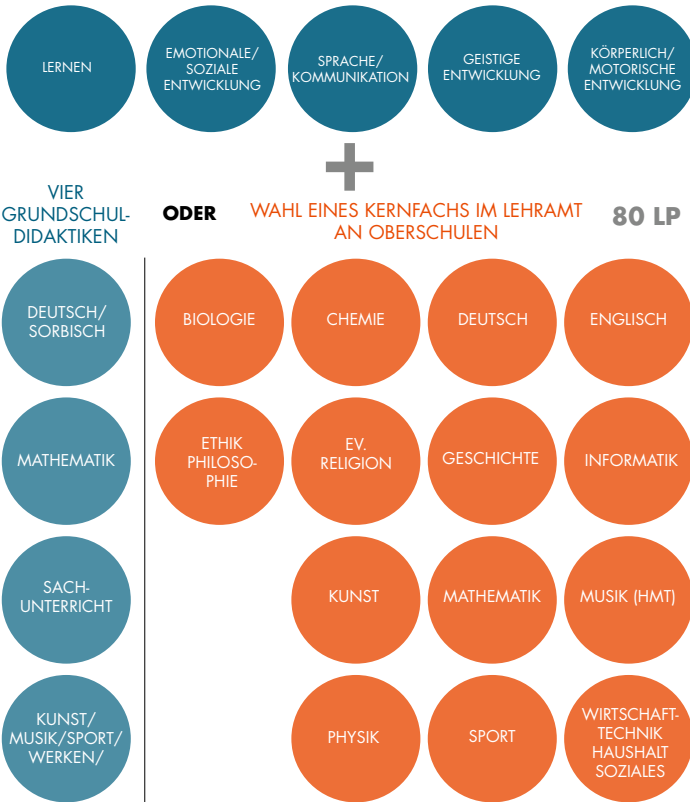 LERNEN
EMOTIONALE/
SOZIALE
ENTWICKLUNG
SPRACHE/
KOMMUNIKATION
GEISTIGE
ENTWICKLUNG
KÖRPERLICH/
MOTORISCHE
ENTWICKLUNG
+
VIER
GRUNDSCHUL-
DIDAKTIKEN
ODER
WAHL EINES KERNFACHS IM LEHRAMT
AN OBERSCHULEN
80 LP
DEUTSCH/
SORBISCH
BIOLOGIE
CHEMIE
DEUTSCH
ENGLISCH
MATHEMATIK
ETHIK
PHILOSO-
PHIE
EV.
RELIGION
GESCHICHTE
INFORMATIK
SACH-
UNTERRICHT
KUNST
MATHEMATIK
MUSIK (HMT)
KUNST/
MUSIK/SPORT/
WERKEN/
PHYSIK
SPORT
WIRTSCHAFT-
TECHNIK
HAUSHALT
SOZIALES